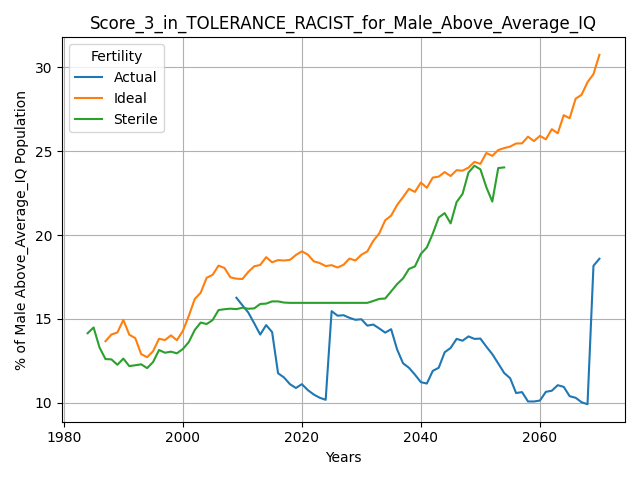 Score_3_in_TOLERANCE_RACIST_for_Male_Above_Average_IQ
Fertility
Actual
Ideal
Sterile
% of Male Above_Average_IQ Population
30
25
20
15
10
1980
2000
2020
2040
2060
Years